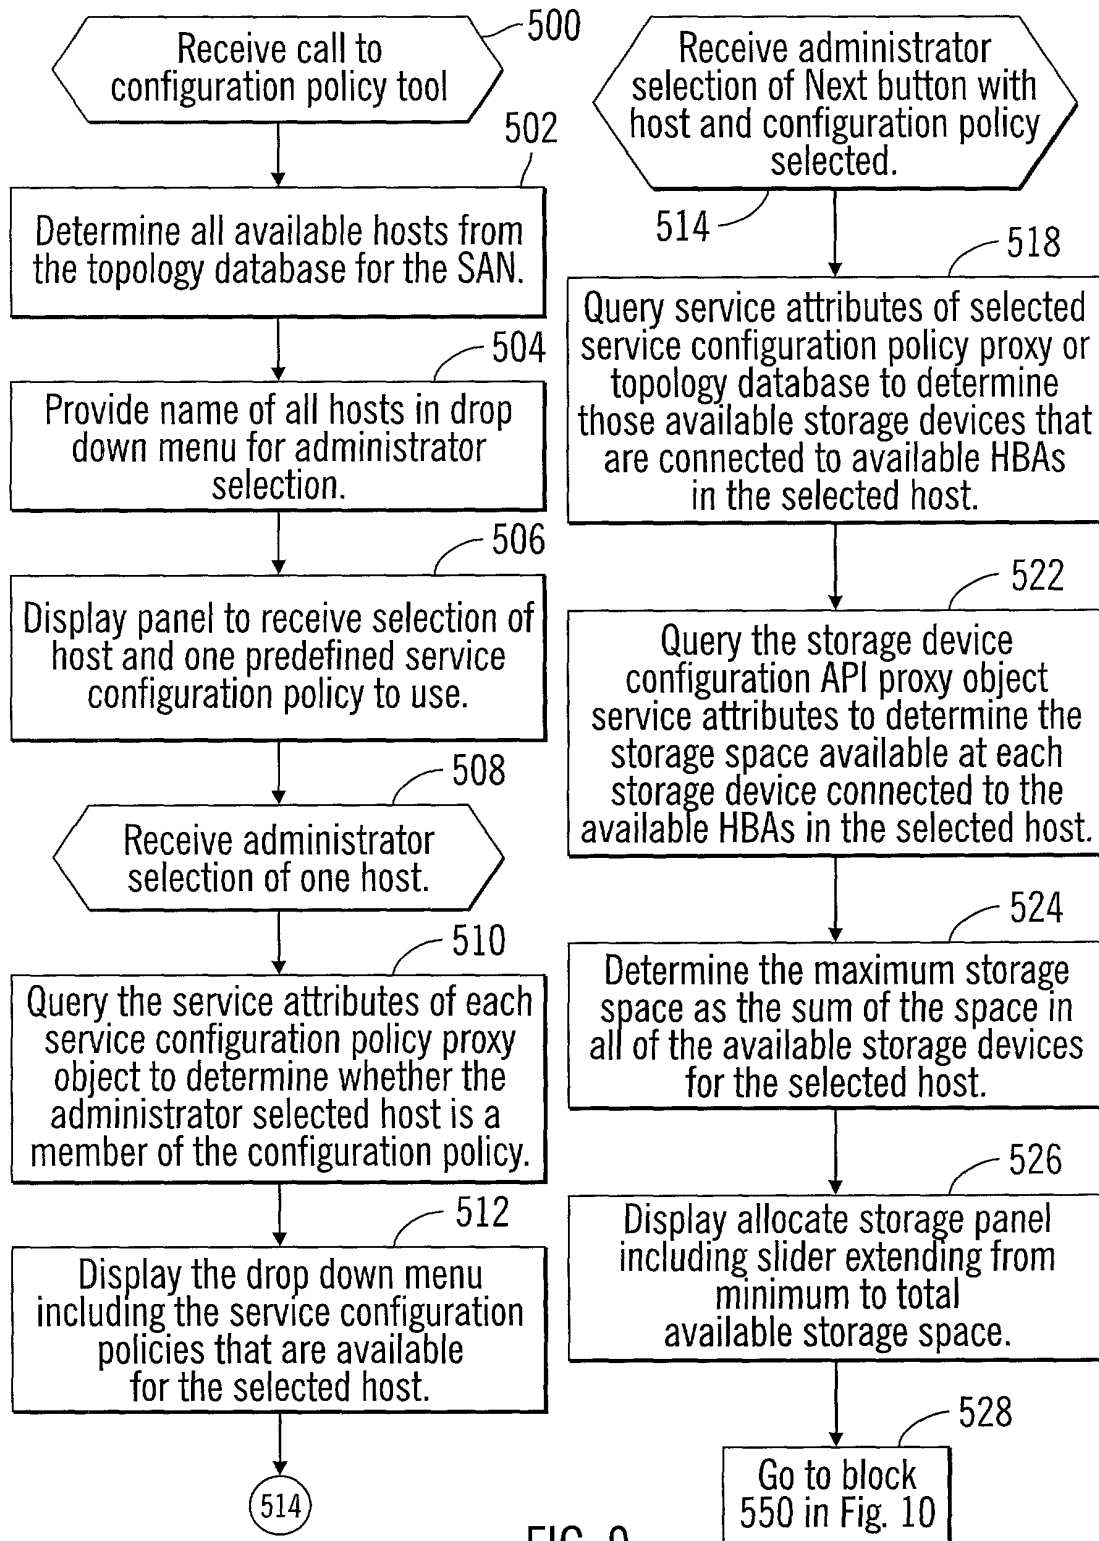 500
Receive call to
configuration policy tool
502
Determine all available hosts from
the topology database for the SAN.
504
Provide name of all hosts in drop
down menu for administrator
selection.
506
Display panel to receive selection of
host and one predefined service
configuration policy to use.
508
Receive administrator
selection of one host.
510
Query the service attributes of each
service configuration policy proxy
object to determine whether the
administrator selected host is a
member of the configuration policy.
512
Display the drop down menu
including the service configuration
policies that are available
for the selected host.
514
Receive administrator
selection of Next button with
host and configuration policy
selected.
514
518
Query service attributes of selected
service configuration policy proxy or
topology database to determine
those available storage devices that
are connected to available HBAs
in the selected host.
522
Query the storage device
configuration API proxy object
service attributes to determine the
storage space available at each
storage device connected to the
available HBAs in the selected host.
524
Determine the maximum storage
space as the sum of the space in
all of the available storage devices
for the selected host.
526
Display allocate storage panel
including slider extending from
minimum to total
available storage space.
528
Go to block
550 in Fig. 10
FIG.